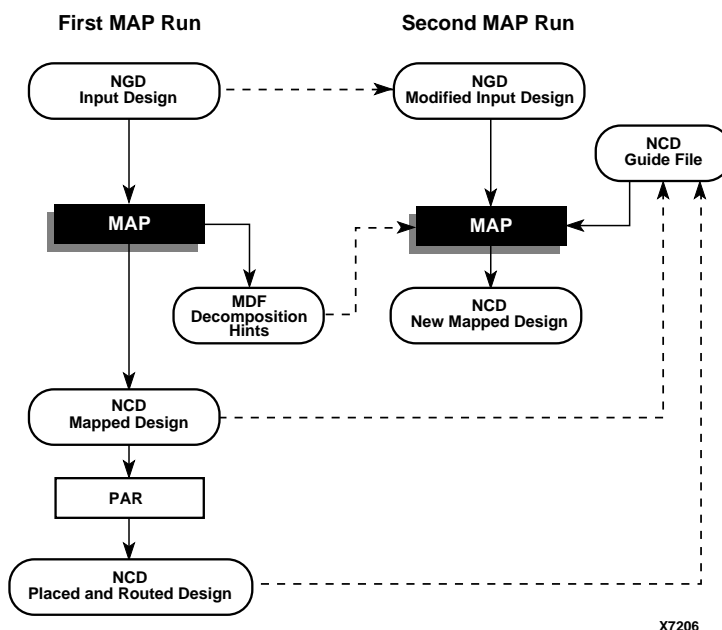 First MAP Run
Second MAP Run
NGD
Input Design
NGD
Modified Input Design
NCD
Guide File
MAP
MAP
MDF
Decomposition
Hints
NCD
New Mapped Design
NCD
Mapped Design
PAR
NCD
Placed and Routed Design
X7206